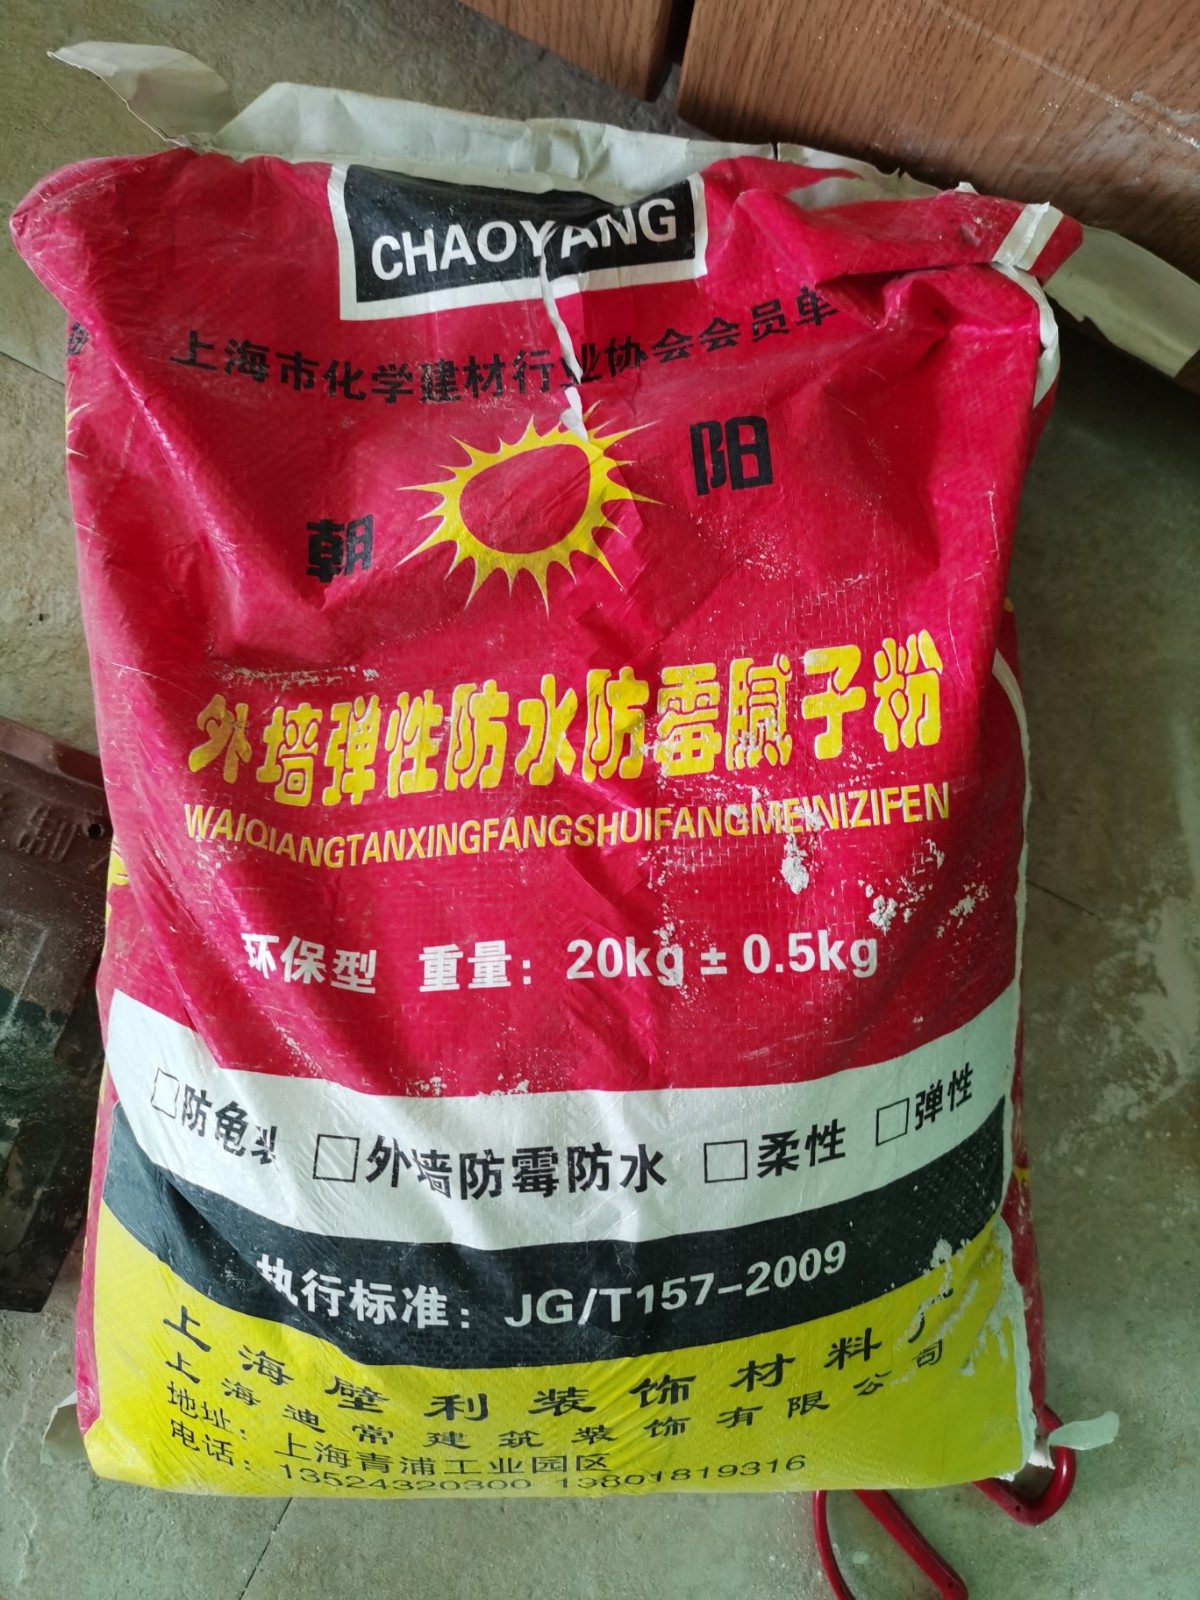 CHAOYANG
上海市化学建材行业协会会员单
朝 阳
外墙弹性防水防霉腻子粉
WAIQIANGTANXINGFANGSHUIFANGMEINIZIFEN
环保型 重量：20kg±0.5kg
□防龟 □外墙防霉防水 □柔性 □弹性
执行标准：JG/T157-2009
上海壁利装饰材料厂
上海迪常建筑装饰有限公司
地址：上海青浦工业园区
电话：13524320300 13801819316